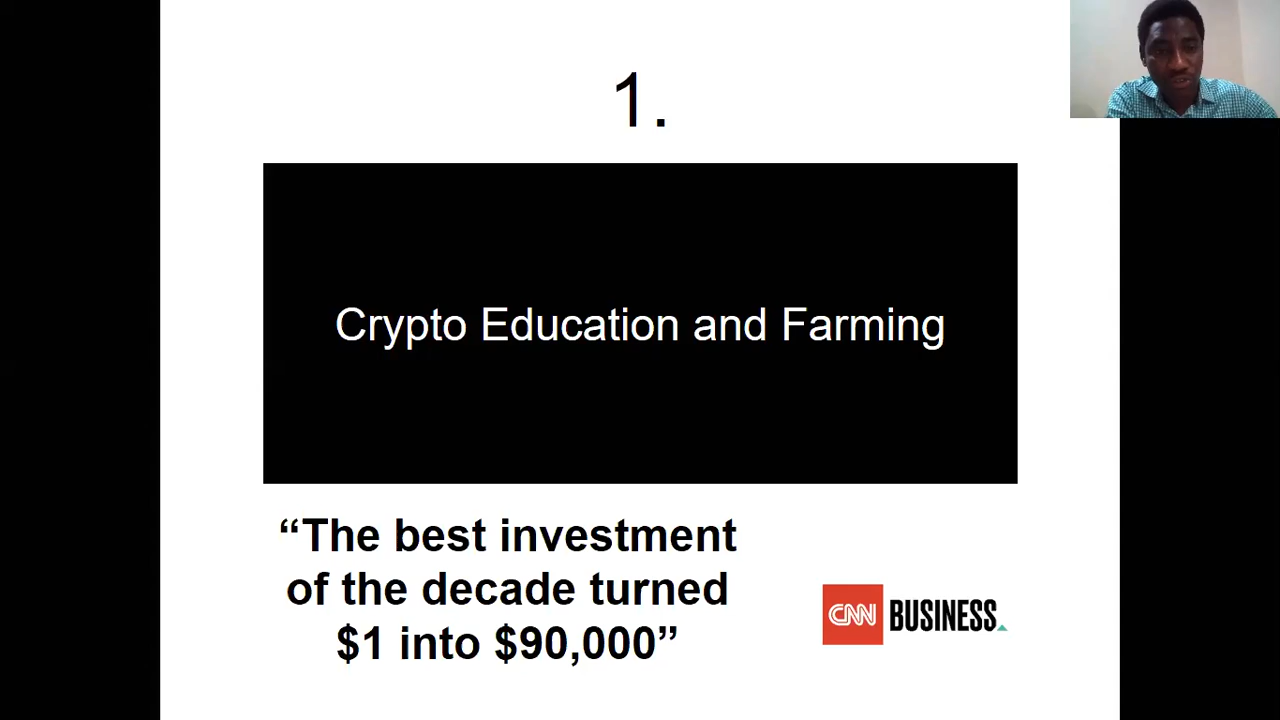 1.
Crypto Education and Farming
“The best investment
of the decade turned
$1 into $90,000”
CNN BUSINESS